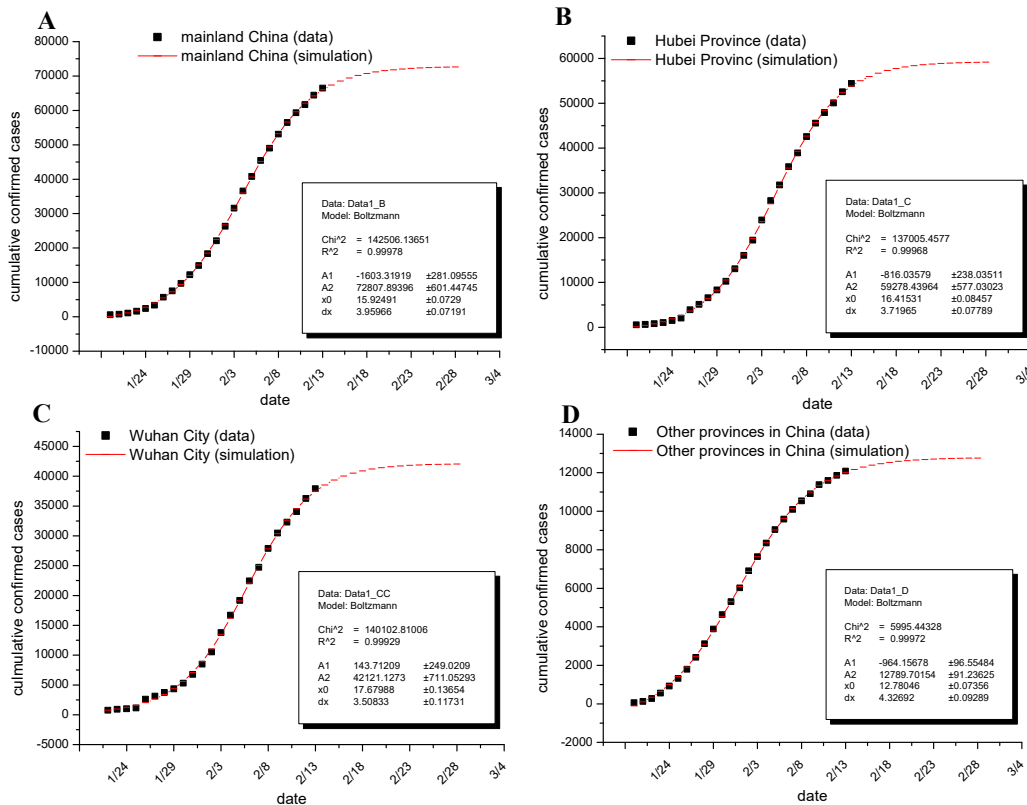 A
mainland China (data)
mainland China (simulation)
80000
70000
60000
50000
40000
30000
20000
10000
0
-10000
cumulative confirmed cases
Data: Data1_B
Model: Boltzmann
Chi^2 = 142506.13651
R^2 = 0.99978
A1 -1603.31919 ±281.09555
A2 72807.89396 ±601.44745
x0 15.92491 ±0.0729
dx 3.95966 ±0.07191
1/24 1/29 2/3 2/8 2/13 2/18 2/23 2/28 3/4
date
B
Hubei Province (data)
Hubei Provinc (simulation)
60000
50000
40000
30000
20000
10000
0
cumulative confirmed cases
Data: Data1_C
Model: Boltzmann
Chi^2 = 137005.4577
R^2 = 0.99968
A1 -816.03579 ±238.03511
A2 59278.43964 ±577.03023
x0 16.41531 ±0.08457
dx 3.71965 ±0.07789
1/24 1/29 2/3 2/8 2/13 2/18 2/23 2/28 3/4
date
C
Wuhan City (data)
Wuhan City (simulation)
45000
40000
35000
30000
25000
20000
15000
10000
5000
0
-5000
culmulative confirmed cases
Data: Data1_CC
Model: Boltzmann
Chi^2 = 140102.81006
R^2 = 0.99929
A1 143.71209 ±249.0209
A2 42121.1273 ±711.05293
x0 17.67988 ±0.13654
dx 3.50833 ±0.11731
1/24 1/29 2/3 2/8 2/13 2/18 2/23 2/28 3/4
date
D
Other provinces in China (data)
Other provinces in China (simulation)
14000
12000
10000
8000
6000
4000
2000
0
-2000
cumulative confirmed cases
Data: Data1_D
Model: Boltzmann
Chi^2 = 5995.44328
R^2 = 0.99972
A1 -964.15678 ±96.55484
A2 12789.70154 ±91.23625
x0 12.78046 ±0.07356
dx 4.32692 ±0.09289
1/24 1/29 2/3 2/8 2/13 2/18 2/23 2/28 3/4
date